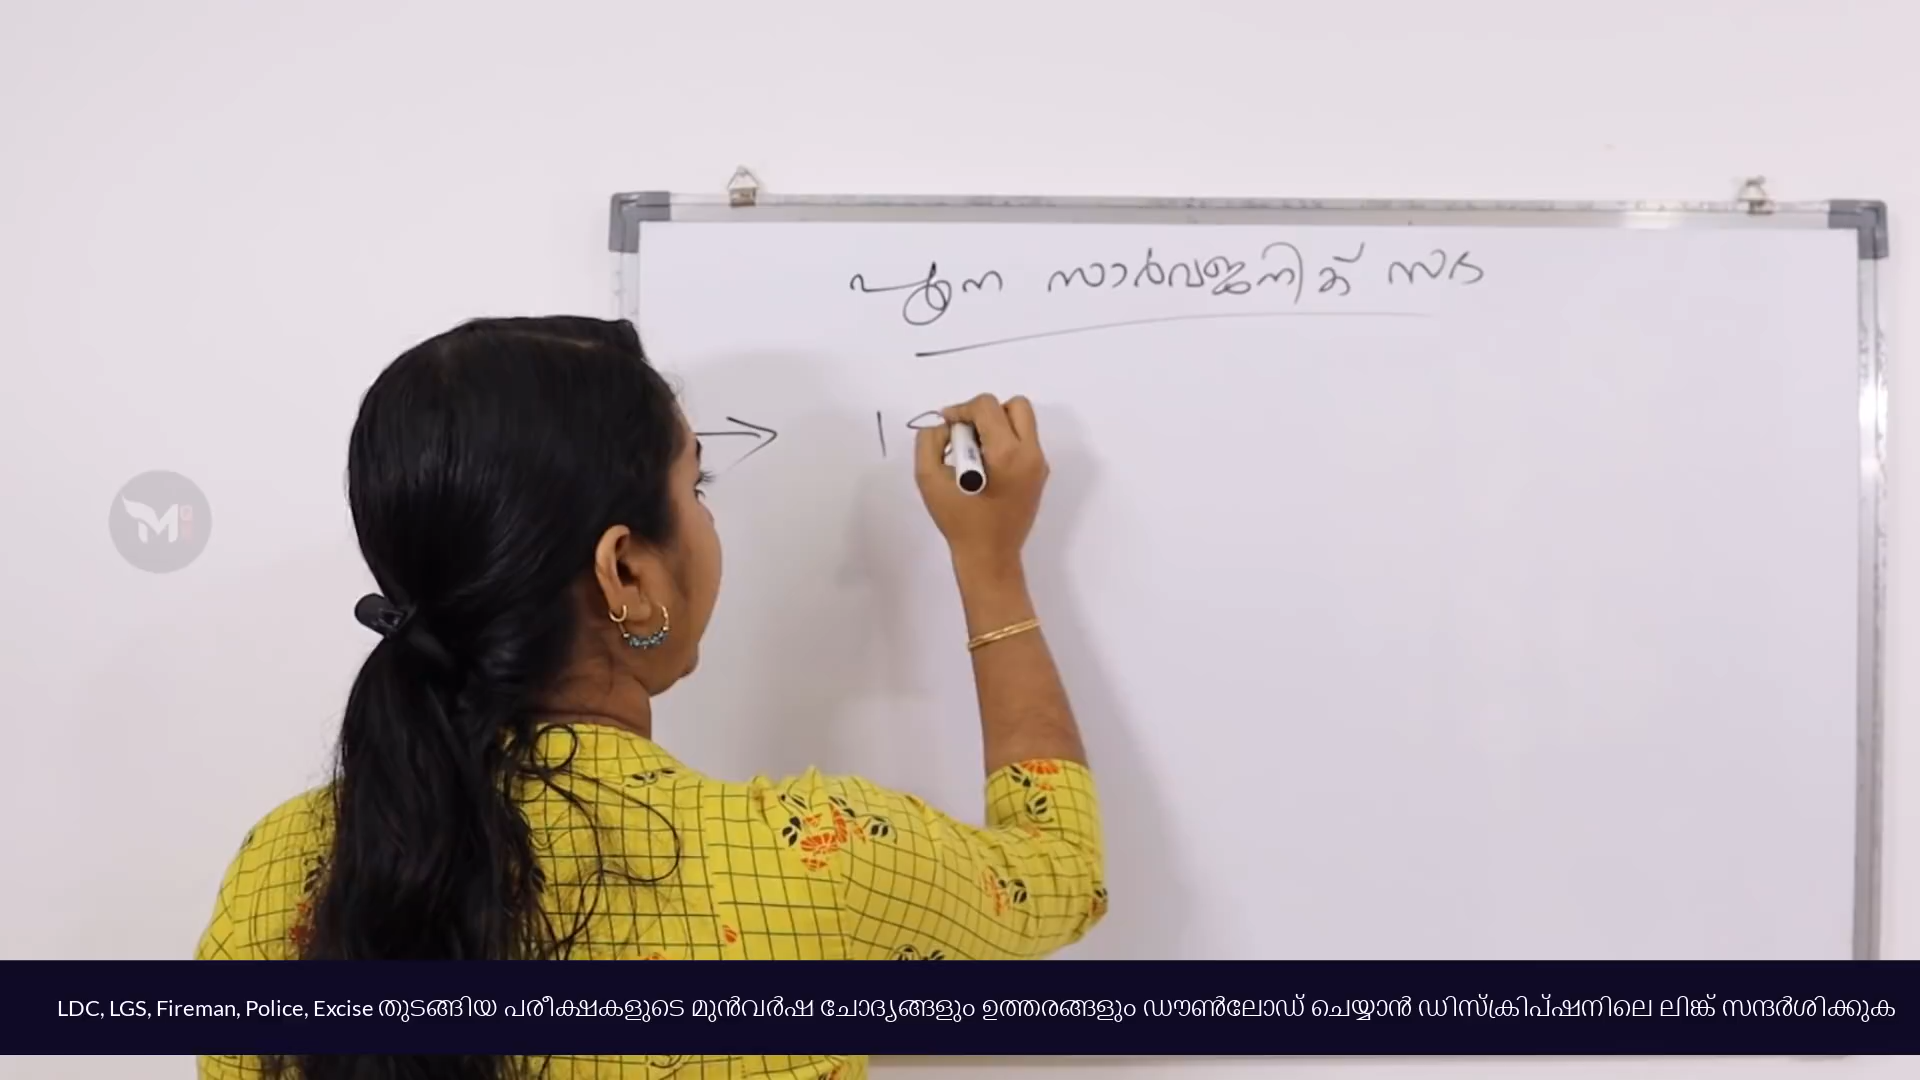 പൂന സാർവജനിക് സഭ
→ 18
LDC, LGS, Fireman, Police, Excise തുടങ്ങിയ പരീക്ഷകളുടെ മുൻവർഷ ചോദ്യങ്ങളും ഉത്തരങ്ങളും ഡൗൺലോഡ് ചെയ്യാൻ ഡിസ്ക്രിപ്ഷനിലെ ലിങ്ക് സന്ദർശിക്കുക